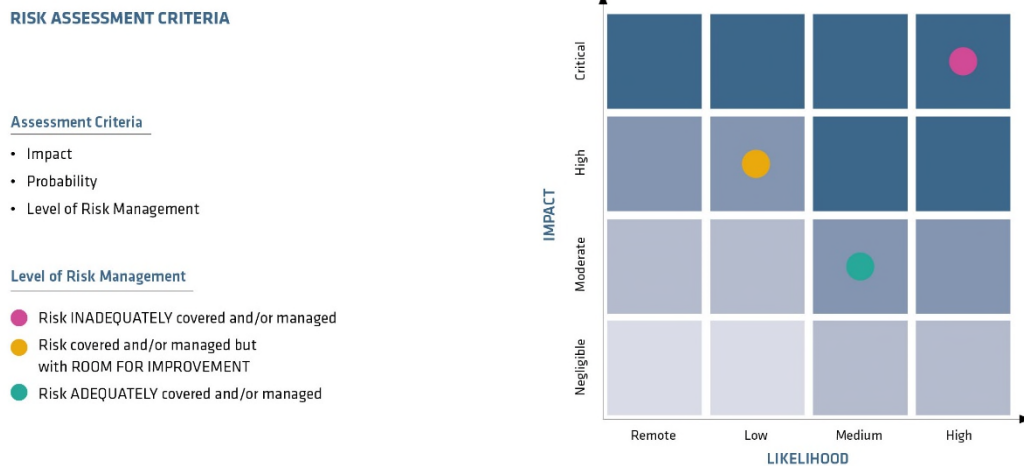 RISK ASSESSMENT CRITERIA
Assessment Criteria
• Impact
• Probability
• Level of Risk Management
Level of Risk Management
Risk INADEQUATELY covered and/or managed
Risk covered and/or managed but
with ROOM FOR IMPROVEMENT
Risk ADEQUATELY covered and/or managed
IMPACT
Critical
High
Moderate
Negligible
Remote
Low
Medium
High
LIKELIHOOD